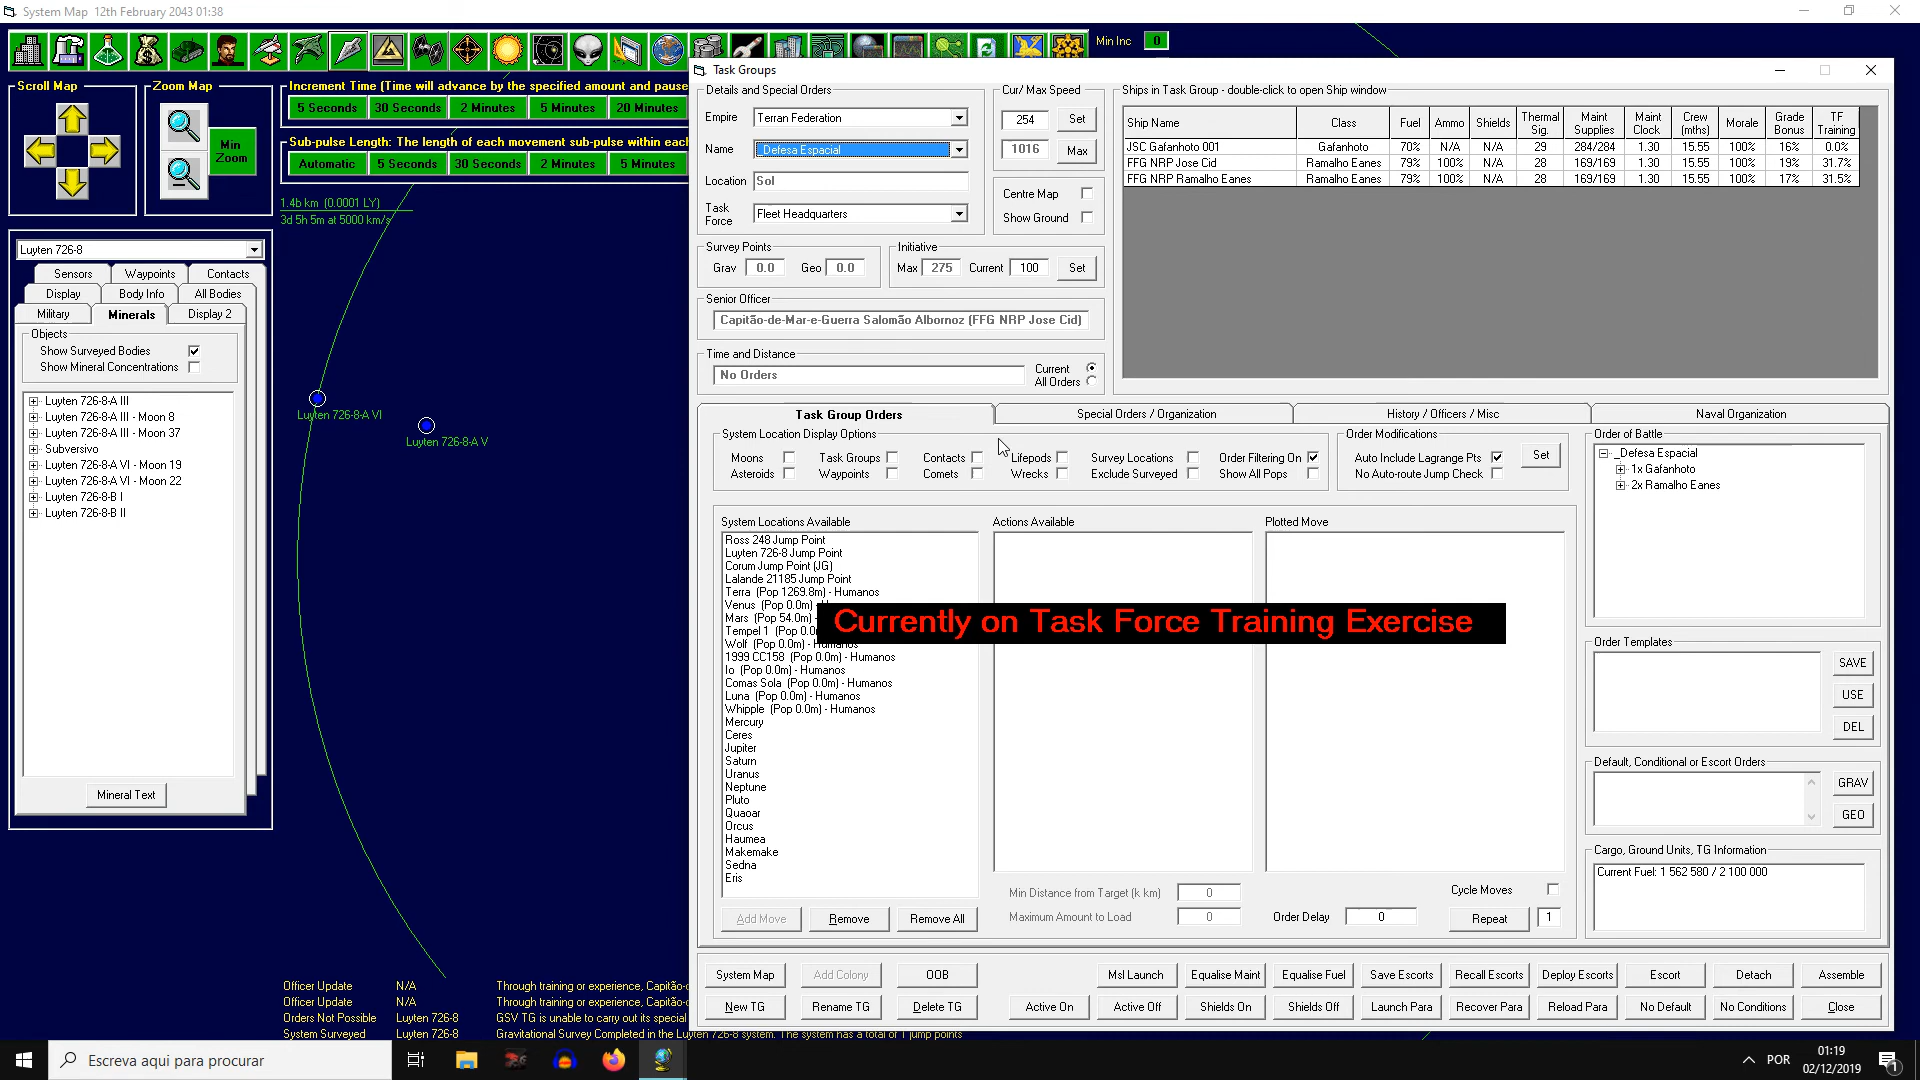 System Map   12th February 2043 01:38
Min Inc 0
Scroll Map
Zoom Map
Min Zoom
Increment Time (Time will advance by the specified amount and pause
5 Seconds 30 Seconds 2 Minutes 5 Minutes 20 Minutes
Sub-pulse Length: The length of each movement sub-pulse within each
Automatic 5 Seconds 30 Seconds 2 Minutes 5 Minutes
1.4b km  (0.0001 LY)
3d 5h 5m at 5000 km/s
Luyten 726-8
Sensors Waypoints Contacts
Display Body Info All Bodies
Military Minerals Display 2
Objects
Show Surveyed Bodies
Show Mineral Concentrations
Luyten 726-8-A III
Luyten 726-8-A III - Moon 8
Luyten 726-8-A III - Moon 37
Subversivo
Luyten 726-8-A VI - Moon 19
Luyten 726-8-A VI - Moon 22
Luyten 726-8-B I
Luyten 726-8-B II
Mineral Text
Luyten 726-8-A VI
Luyten 726-8-A V
Officer Update N/A Through training or experience, Capitão-
Officer Update N/A Through training or experience, Capitão-
Orders Not Possible Luyten 726-8 GSV TG is unable to carry out its special
System Surveyed Luyten 726-8 Gravitational Survey Completed in the Luyten 726-8 system. The system has a total of 1 jump points
Task Groups
Details and Special Orders
Empire Terran Federation
Name _Defesa Espacial
Location Sol
Task Force Fleet Headquarters
Cur/ Max Speed
254 Set
1016 Max
Centre Map
Show Ground
Survey Points
Grav 0.0 Geo 0.0
Initiative
Max 275 Current 100 Set
Senior Officer
Capitão-de-Mar-e-Guerra Salomão Albornoz (FFG NRP Jose Cid)
Time and Distance
No Orders
Current
All Orders
Ships in Task Group - double-click to open Ship window
Ship Name Class Fuel Ammo Shields Thermal Sig. Maint Supplies Maint Clock Crew (mths) Morale Grade Bonus TF Training
JSC Gafanhoto 001 Gafanhoto 70% N/A N/A 29 284/284 1.30 15.55 100% 16% 0.0%
FFG NRP Jose Cid Ramalho Eanes 79% 100% N/A 28 169/169 1.30 15.55 100% 19% 31.7%
FFG NRP Ramalho Eanes Ramalho Eanes 79% 100% N/A 28 169/169 1.30 15.55 100% 17% 31.5%
Task Group Orders Special Orders / Organization History / Officers / Misc Naval Organization
System Location Display Options
Moons Task Groups Contacts Lifepods Survey Locations Order Filtering On
Asteroids Waypoints Comets Wrecks Exclude Surveyed Show All Pops
Order Modifications
Auto Include Lagrange Pts
No Auto-route Jump Check
Set
Order of Battle
_Defesa Espacial
1x Gafanhoto
2x Ramalho Eanes
System Locations Available
Ross 248 Jump Point
Luyten 726-8 Jump Point
Corum Jump Point (JG)
Lalande 21185 Jump Point
Terra  (Pop 1269.8m) - Humanos
Venus  (Pop 0.0m)
Mars  (Pop 54.0m)
Tempel 1  (Pop 0.0
Wolf  (Pop 0.0m) - Humanos
1999 CC158  (Pop 0.0m) - Humanos
Io  (Pop 0.0m) - Humanos
Comas Sola  (Pop 0.0m) - Humanos
Luna  (Pop 0.0m) - Humanos
Whipple  (Pop 0.0m) - Humanos
Mercury
Ceres
Jupiter
Saturn
Uranus
Neptune
Pluto
Quaoar
Orcus
Haumea
Makemake
Sedna
Eris
Actions Available
Plotted Move
Currently on Task Force Training Exercise
Min Distance from Target (k km) 0
Maximum Amount to Load 0
Order Delay 0
Cycle Moves
Repeat 1
Add Move Remove Remove All
Order Templates
SAVE
USE
DEL
Default, Conditional or Escort Orders
GRAV
GEO
Cargo, Ground Units, TG Information
Current Fuel: 1 562 580 / 2 100 000
System Map Add Colony OOB Msl Launch Equalise Maint Equalise Fuel Save Escorts Recall Escorts Deploy Escorts Escort Detach Assemble
New TG Rename TG Delete TG Active On Active Off Shields On Shields Off Launch Para Recover Para Reload Para No Default No Conditions Close
Escreva aqui para procurar
POR
01:19
02/12/2019
1